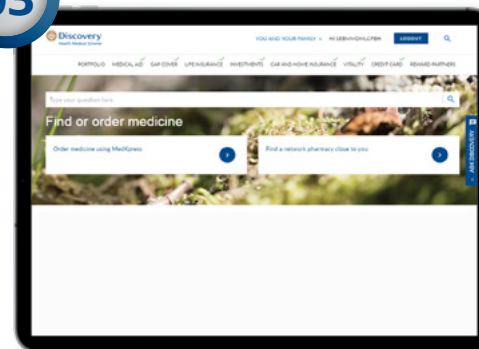 03
Discovery
Health Medical Scheme
YOU AND YOUR FAMILY
HI
LOGOUT
PORTFOLIO MEDICAL AID GAP COVER LIFE INSURANCE INVESTMENTS CAR AND HOME INSURANCE VITALITY CREDIT CARD REWARD PARTNERS
Type your question here
Find or order medicine
Order medicine using MedXpress
Find a network pharmacy close to you
ASK DISCOVERY